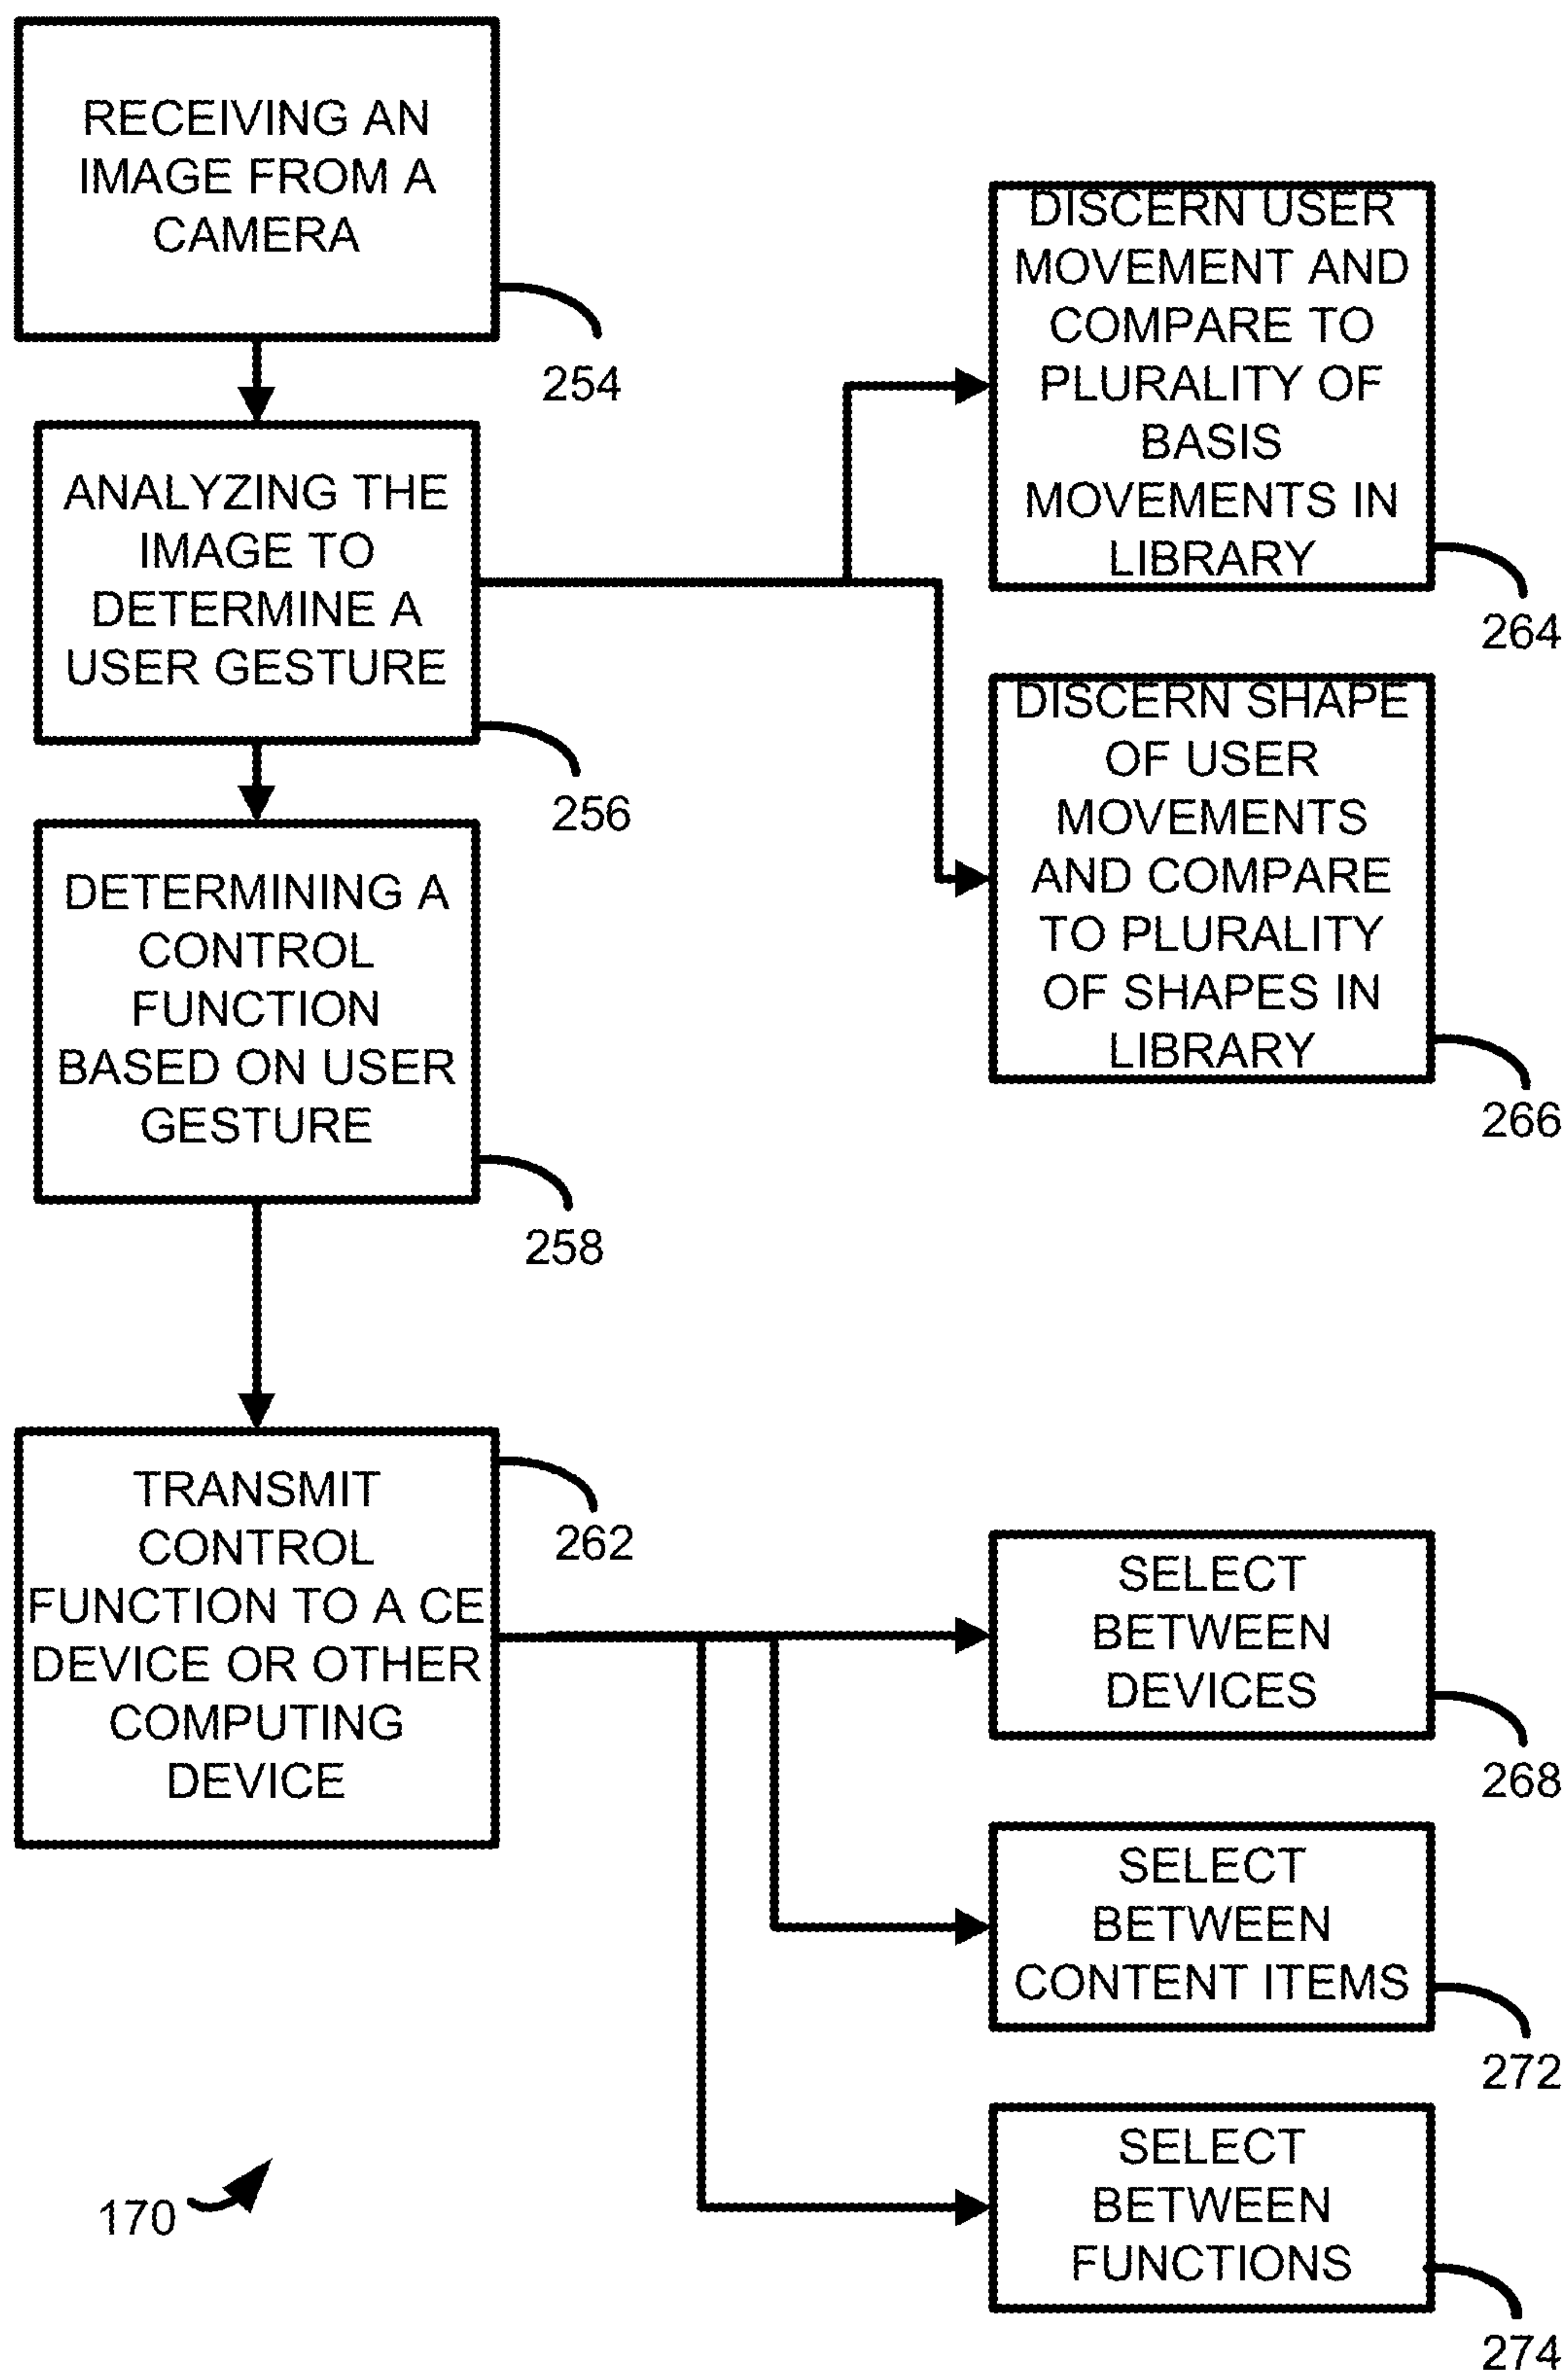 RECEIVING AN
IMAGE FROM A
CAMERA
254
ANALYZING THE
IMAGE TO
DETERMINE A
USER GESTURE
256
DISCERN USER
MOVEMENT AND
COMPARE TO
PLURALITY OF
BASIS
MOVEMENTS IN
LIBRARY
264
DISCERN SHAPE
OF USER
MOVEMENTS
AND COMPARE
TO PLURALITY
OF SHAPES IN
LIBRARY
266
DETERMINING A
CONTROL
FUNCTION
BASED ON USER
GESTURE
258
TRANSMIT
CONTROL
FUNCTION TO A CE
DEVICE OR OTHER
COMPUTING
DEVICE
262
SELECT
BETWEEN
DEVICES
268
SELECT
BETWEEN
CONTENT ITEMS
272
SELECT
BETWEEN
FUNCTIONS
274
170